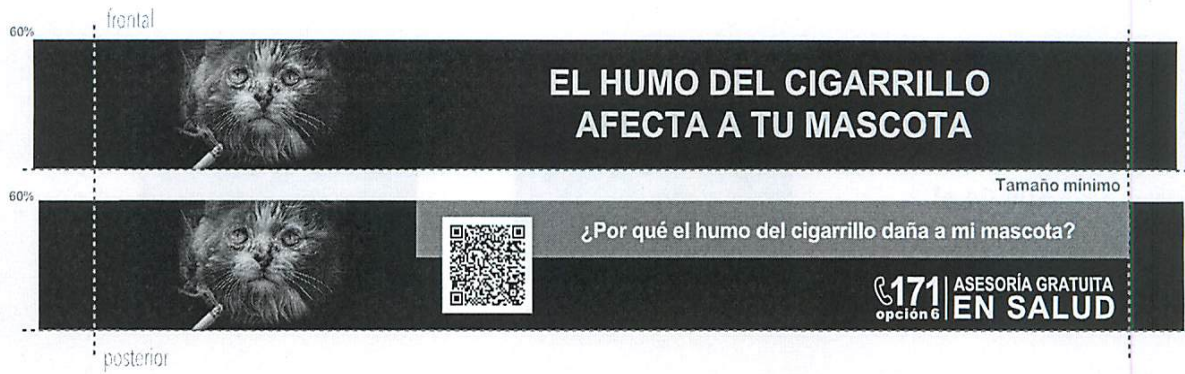 frontal
60%
EL HUMO DEL CIGARRILLO
AFECTA A TU MASCOTA
Tamaño mínimo
60%
¿Por qué el humo del cigarrillo daña a mi mascota?
171
opción 6
ASESORÍA GRATUITA
EN SALUD
posterior